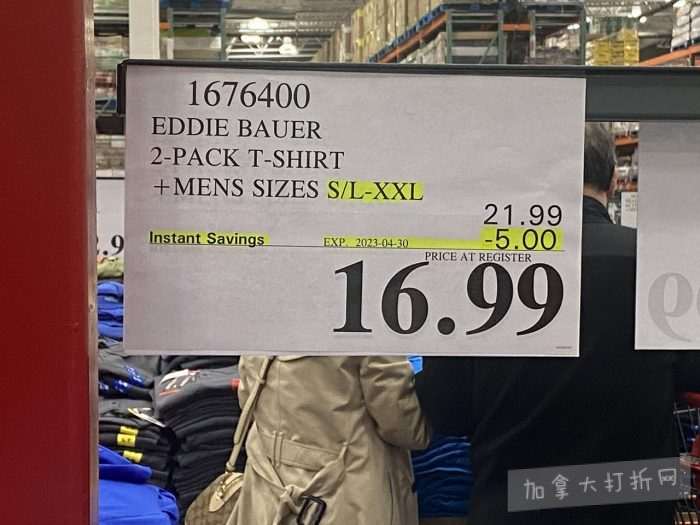 1676400
EDDIE BAUER
2-PACK T-SHIRT
+MENS SIZES S/L-XXL
21.99
Instant Savings EXP. 2023-04-30 -5.00
PRICE AT REGISTER
16.99
加拿大打折网